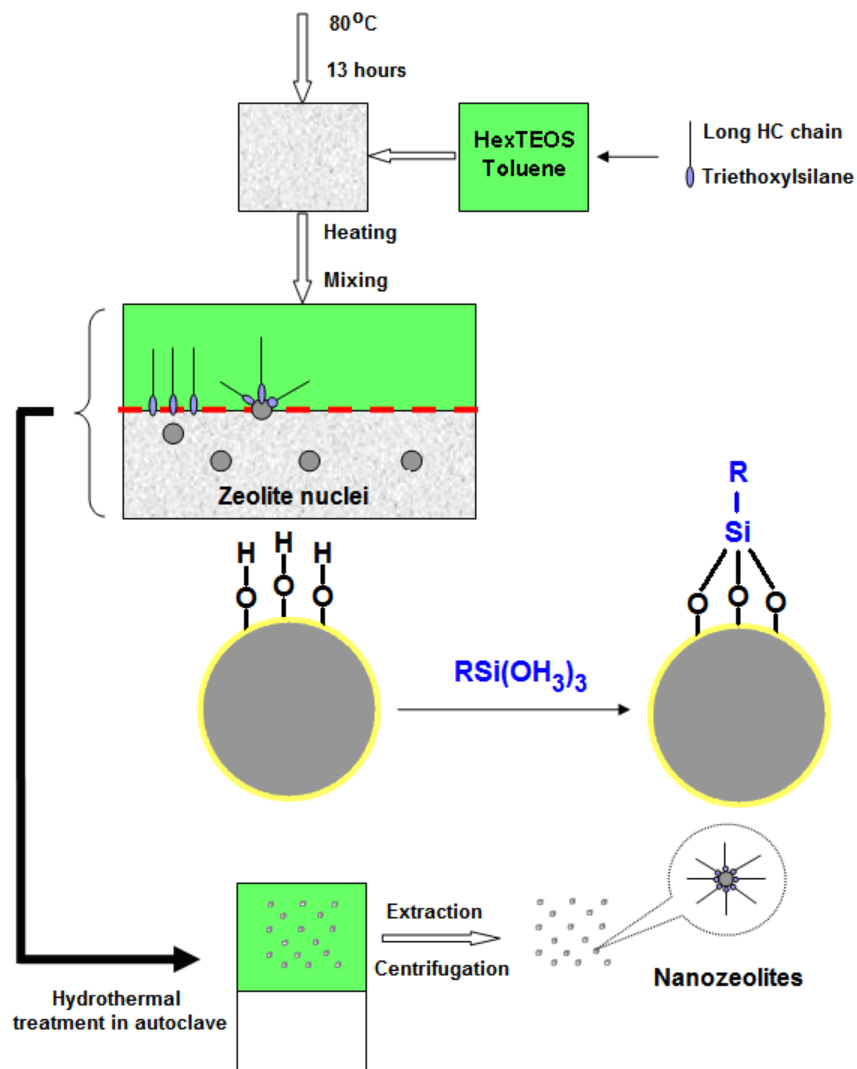 80°C
13 hours
HexTEOS
Toluene
Long HC chain
Triethoxylsilane
Heating
Mixing
Zeolite nuclei
H H H
O O O
R
Si
O O O
RSi(OH₃)₃
Extraction
Centrifugation
Nanozeolites
Hydrothermal
treatment in autoclave